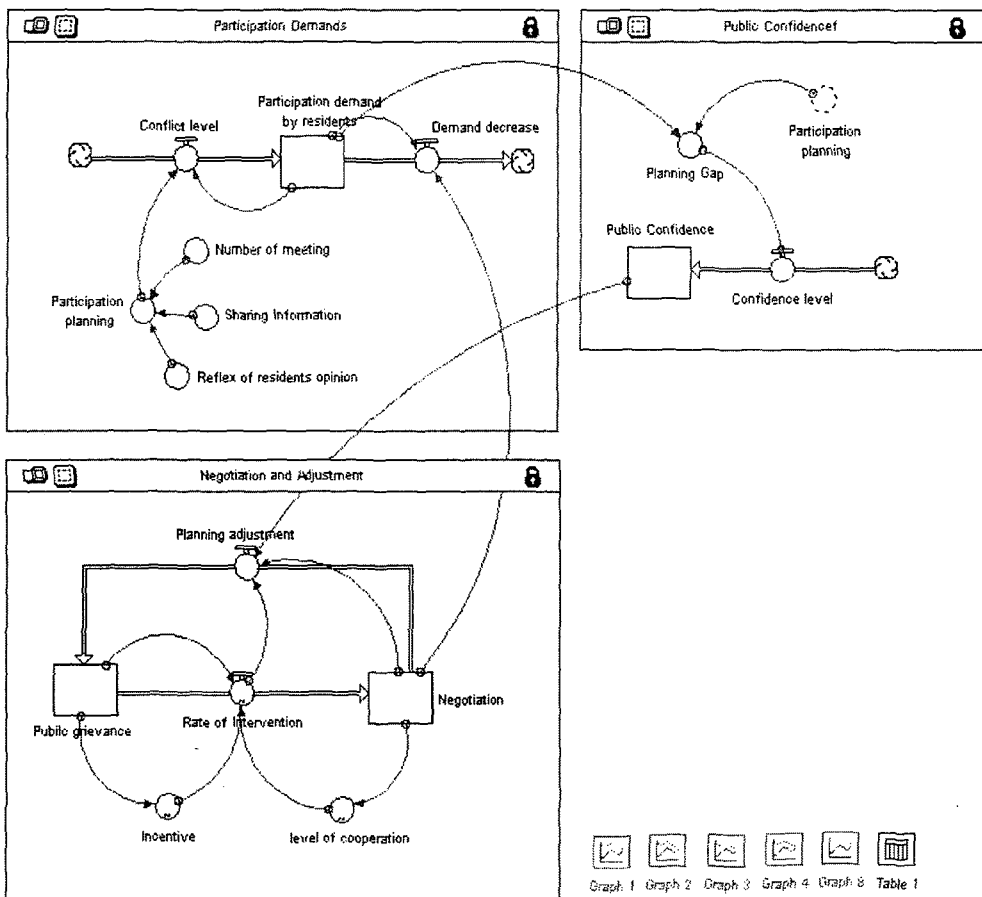 Participation Demands
Participation demand
by residents
Conflict level
Demand decrease
Number of meeting
Participation
planning
Sharing Information
Reflex of residents opinion
Public Confidencef
Participation
planning
Planning Gap
Public Confidence
Confidence level
Negotiation and Adjustment
Planning adjustment
Public grievance
Rate of Intervention
Negotiation
Incentive
level of cooperation
Graph 1
Graph 2
Graph 3
Graph 4
Graph 8
Table 1